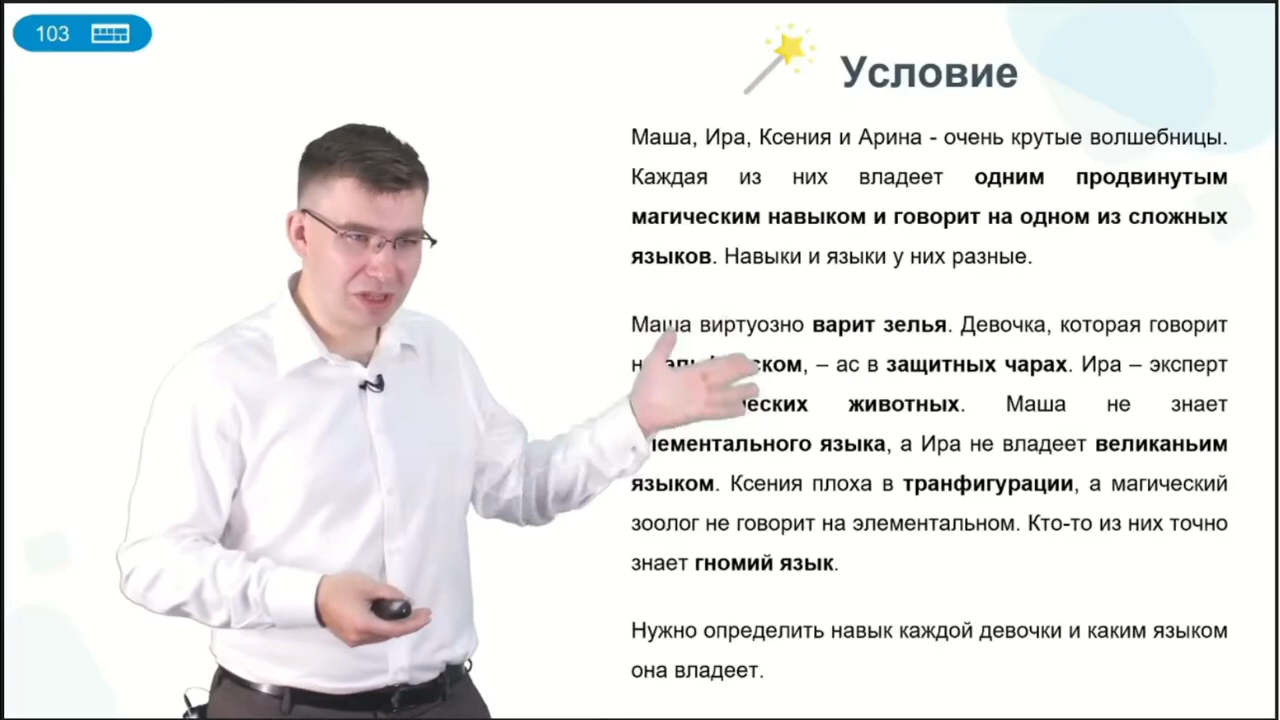 103
Условие
Маша, Ира, Ксения и Арина - очень крутые волшебницы.
Каждая из них владеет одним продвинутым
магическим навыком и говорит на одном из сложных
языков. Навыки и языки у них разные.
Маша виртуозно варит зелья. Девочка, которая говорит
– ас в защитных чарах. Ира – эксперт
животных. Маша не знает
языка, а Ира не владеет великаньим
языком. Ксения плоха в транфигурации, а магический
зоолог не говорит на элементальном. Кто-то из них точно
знает гномий язык.
Нужно определить навык каждой девочки и каким языком
она владеет.